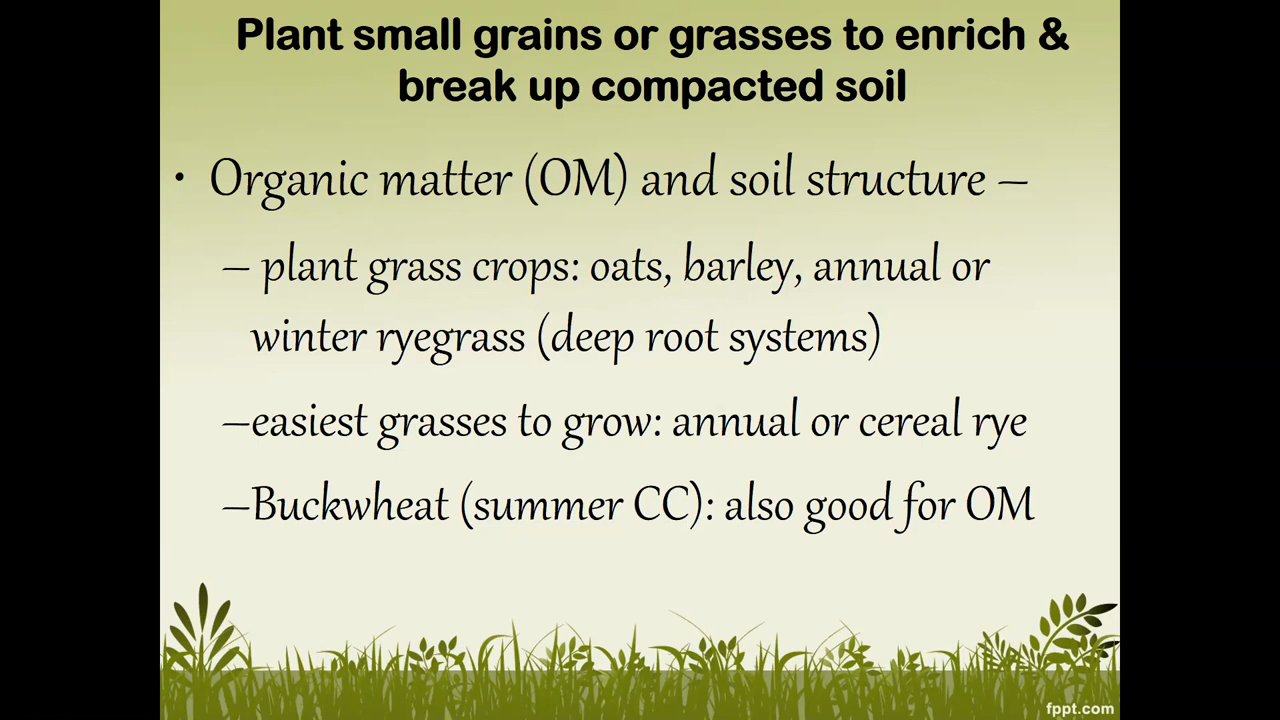 Plant small grains or grasses to enrich &
break up compacted soil
• Organic matter (OM) and soil structure –
– plant grass crops: oats, barley, annual or
winter ryegrass (deep root systems)
–easiest grasses to grow: annual or cereal rye
–Buckwheat (summer CC): also good for OM
fppt.com